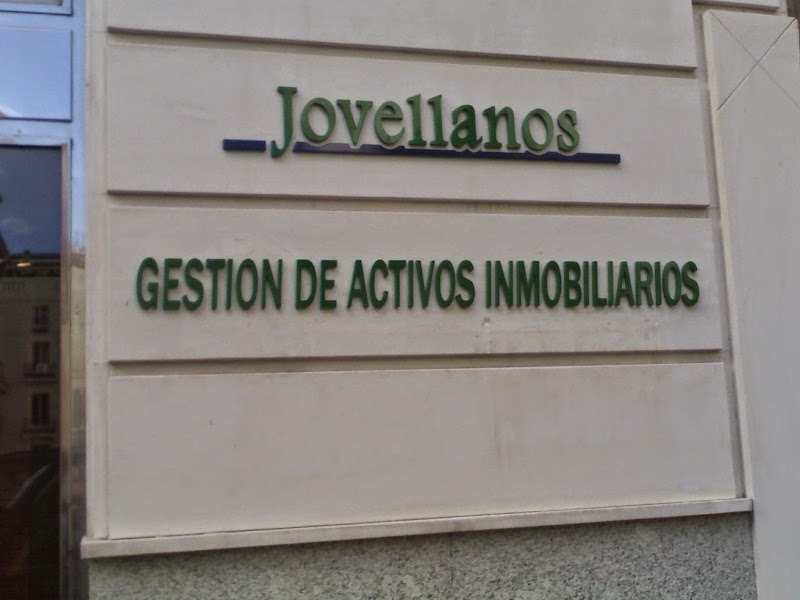 Jovellanos
GESTION DE ACTIVOS INMOBILIARIOS